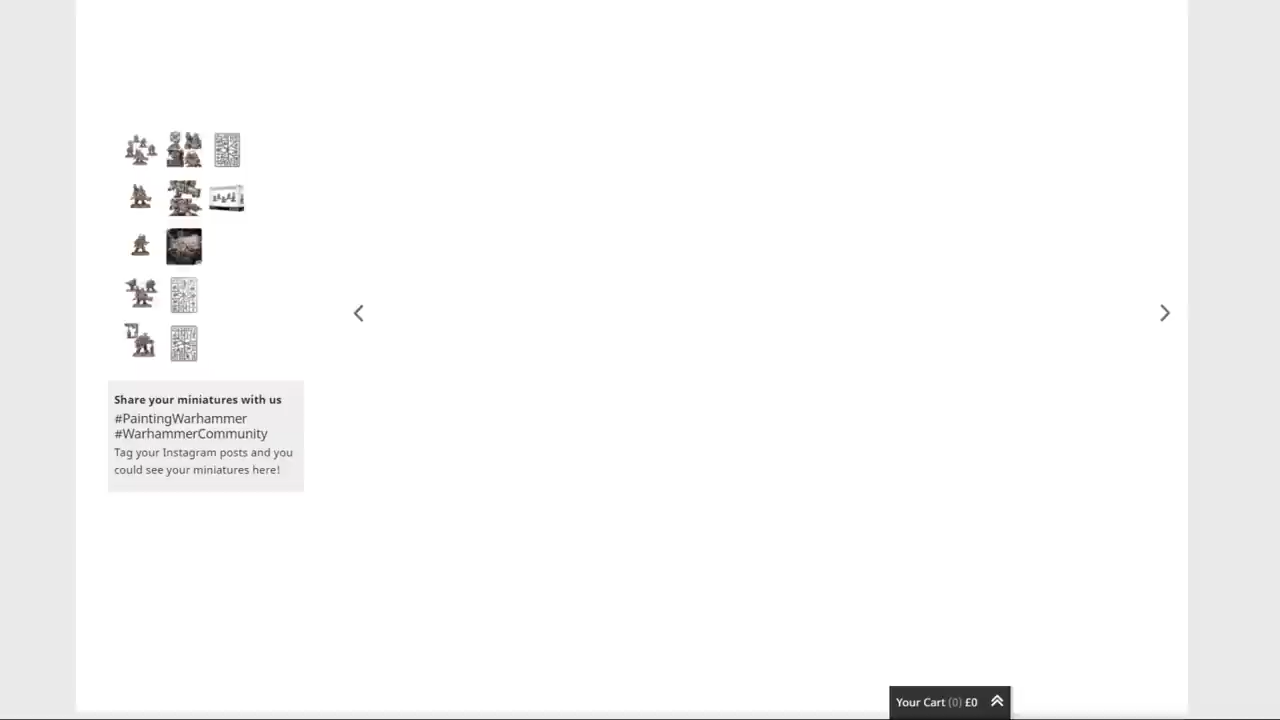 Share your miniatures with us
#PaintingWarhammer
#WarhammerCommunity
Tag your Instagram posts and you
could see your miniatures here!
Your Cart (0) £0